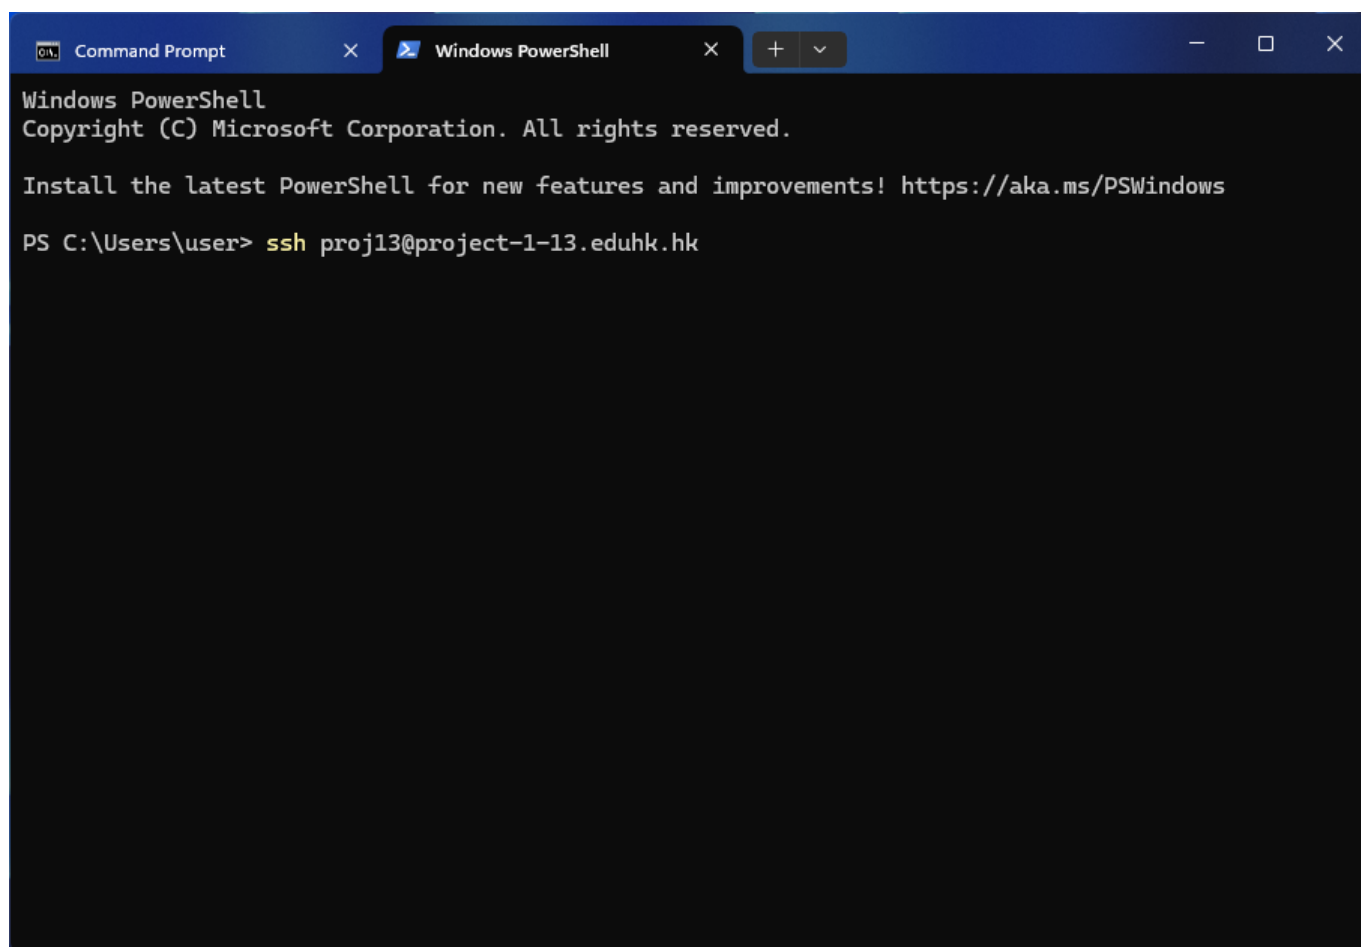 Command Prompt
Windows PowerShell
Windows PowerShell
Copyright (C) Microsoft Corporation. All rights reserved.
Install the latest PowerShell for new features and improvements! https://aka.ms/PSWindows
PS C:\Users\user> ssh proj13@project-1-13.eduhk.hk